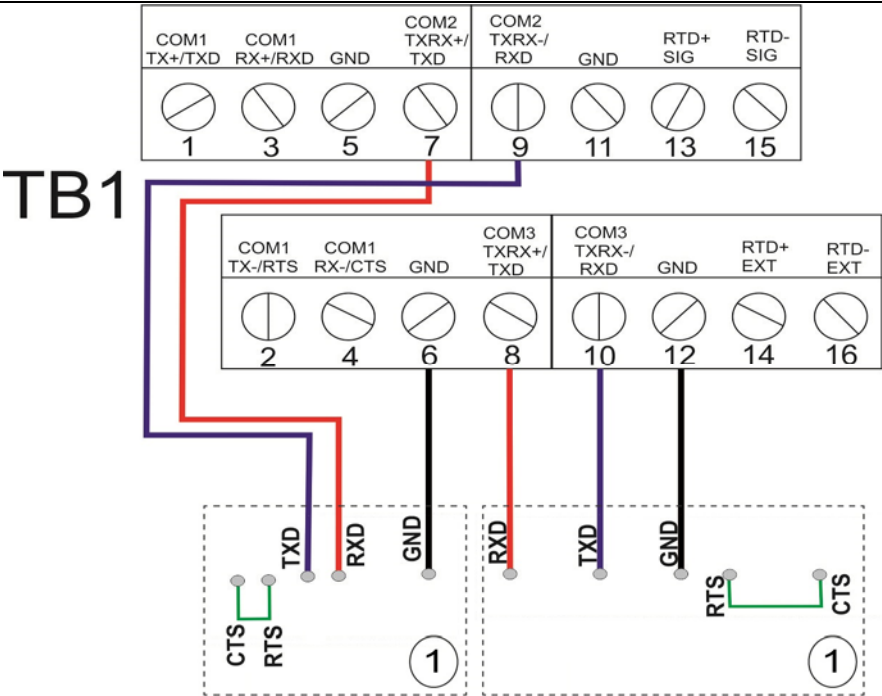 COM1
TX+/TXD
COM1
RX+/RXD
GND
COM2
TXRX+/
TXD
COM2
TXRX-/
RXD
GND
RTD+
SIG
RTD-
SIG
1
3
5
7
9
11
13
15
TB1
COM1
TX-/RTS
COM1
RX-/CTS
GND
COM3
TXRX+/
TXD
COM3
TXRX-/
RXD
GND
RTD+
EXT
RTD-
EXT
2
4
6
8
10
12
14
16
CTS
RTS
TXD
RXD
GND
1
RXD
TXD
GND
RTS
CTS
1